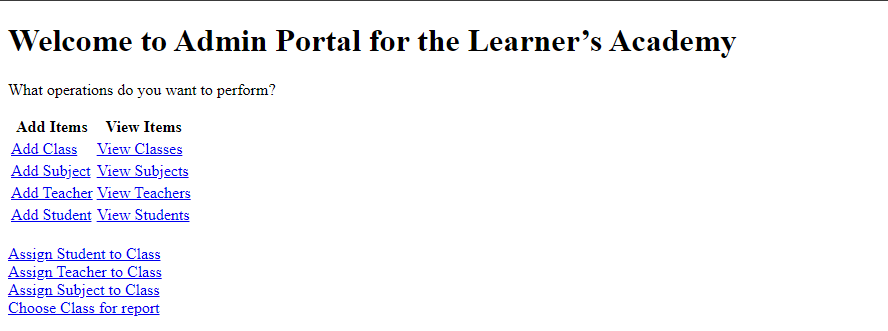 Welcome to Admin Portal for the Learner’s Academy
What operations do you want to perform?
Add Items View Items
Add Class View Classes
Add Subject View Subjects
Add Teacher View Teachers
Add Student View Students
Assign Student to Class
Assign Teacher to Class
Assign Subject to Class
Choose Class for report